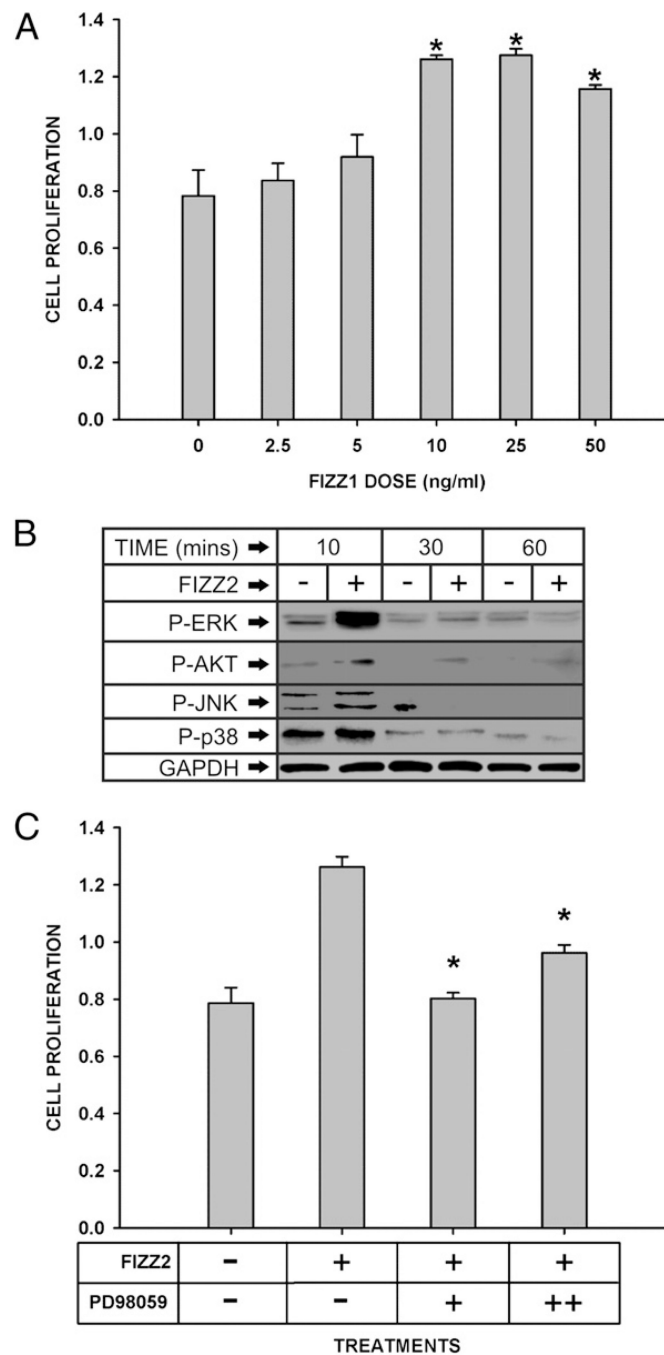 A
1.4
1.2
1.0
0.8
0.6
0.4
0.2
0.0
CELL PROLIFERATION
* * *
0 2.5 5 10 25 50
FIZZ1 DOSE (ng/ml)
B
TIME (mins) → 10 30 60
FIZZ2 → - + - + - +
P-ERK →
P-AKT →
P-JNK →
P-p38 →
GAPDH →
C
1.4
1.2
1.0
0.8
0.6
0.4
0.2
0.0
CELL PROLIFERATION
* *
FIZZ2 - + + +
PD98059 - - + ++
TREATMENTS